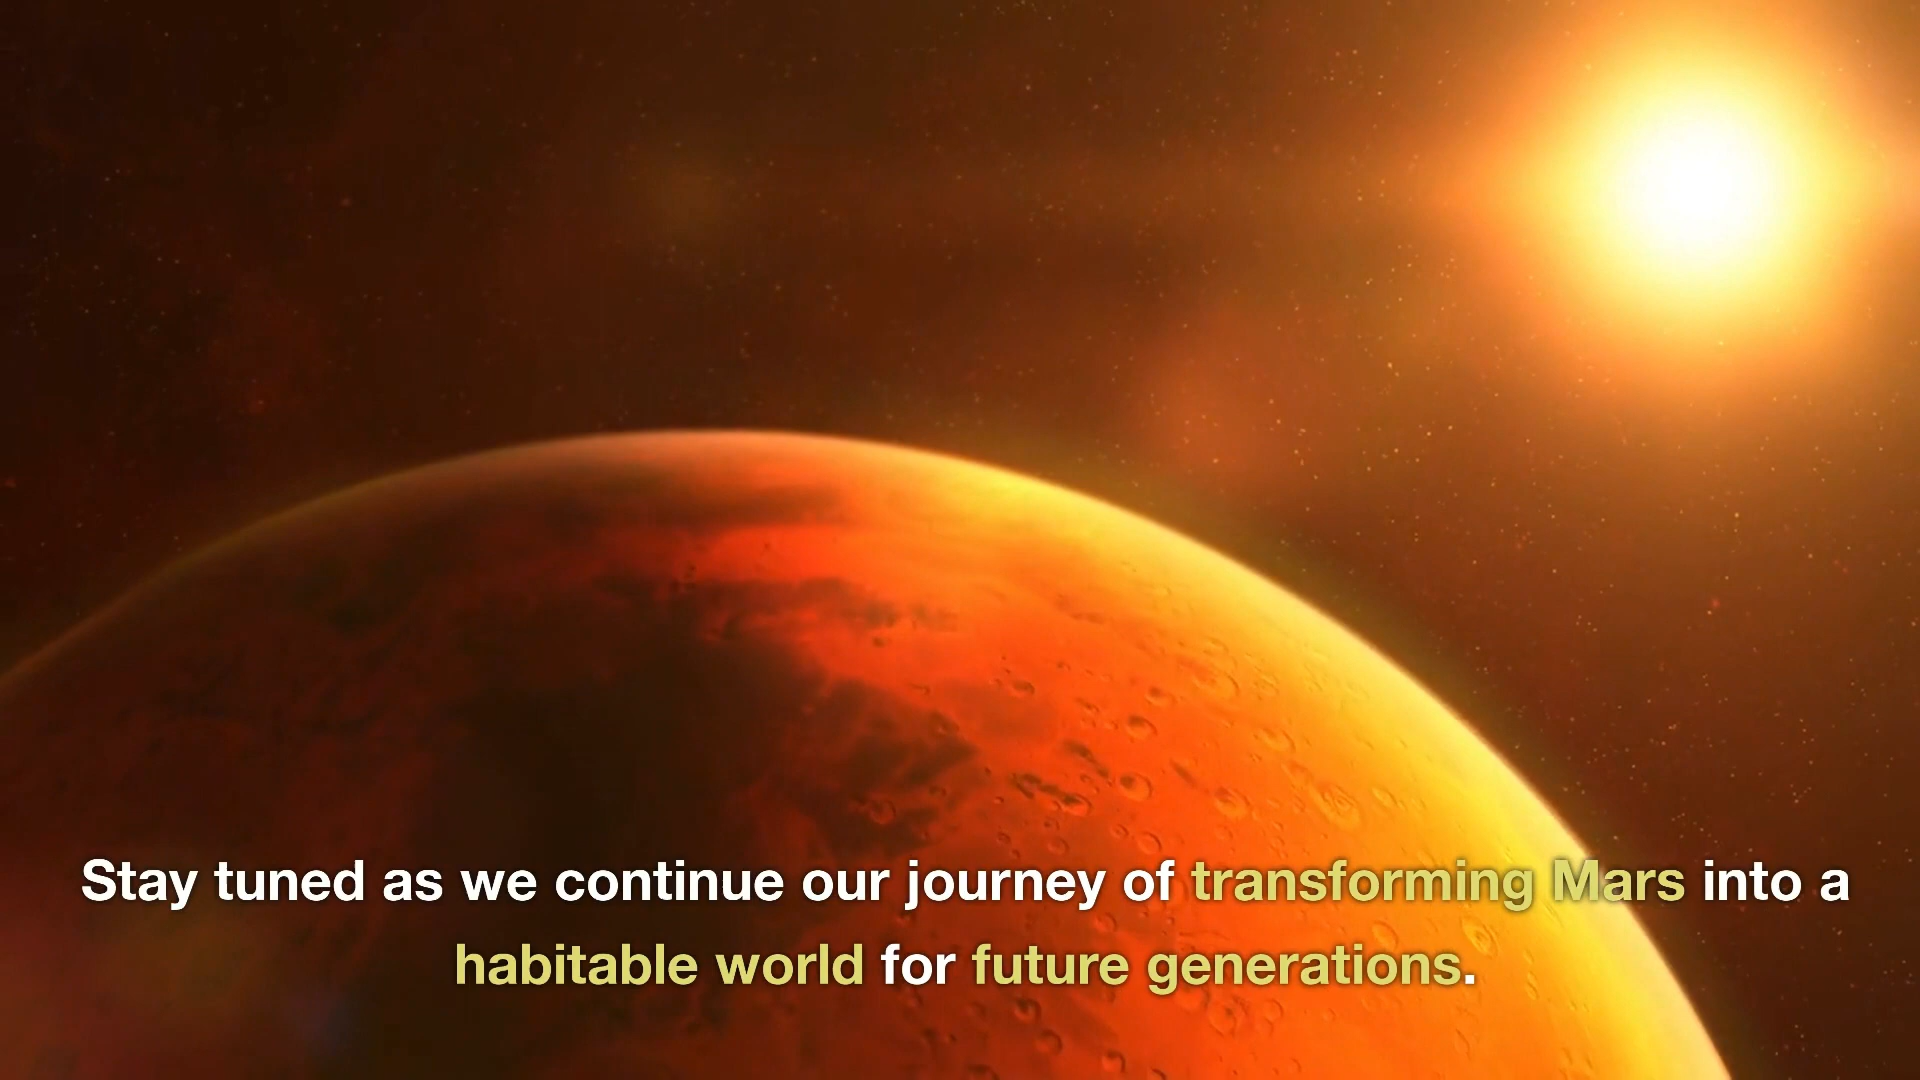 Stay tuned as we continue our journey of transforming Mars into a
habitable world for future generations.